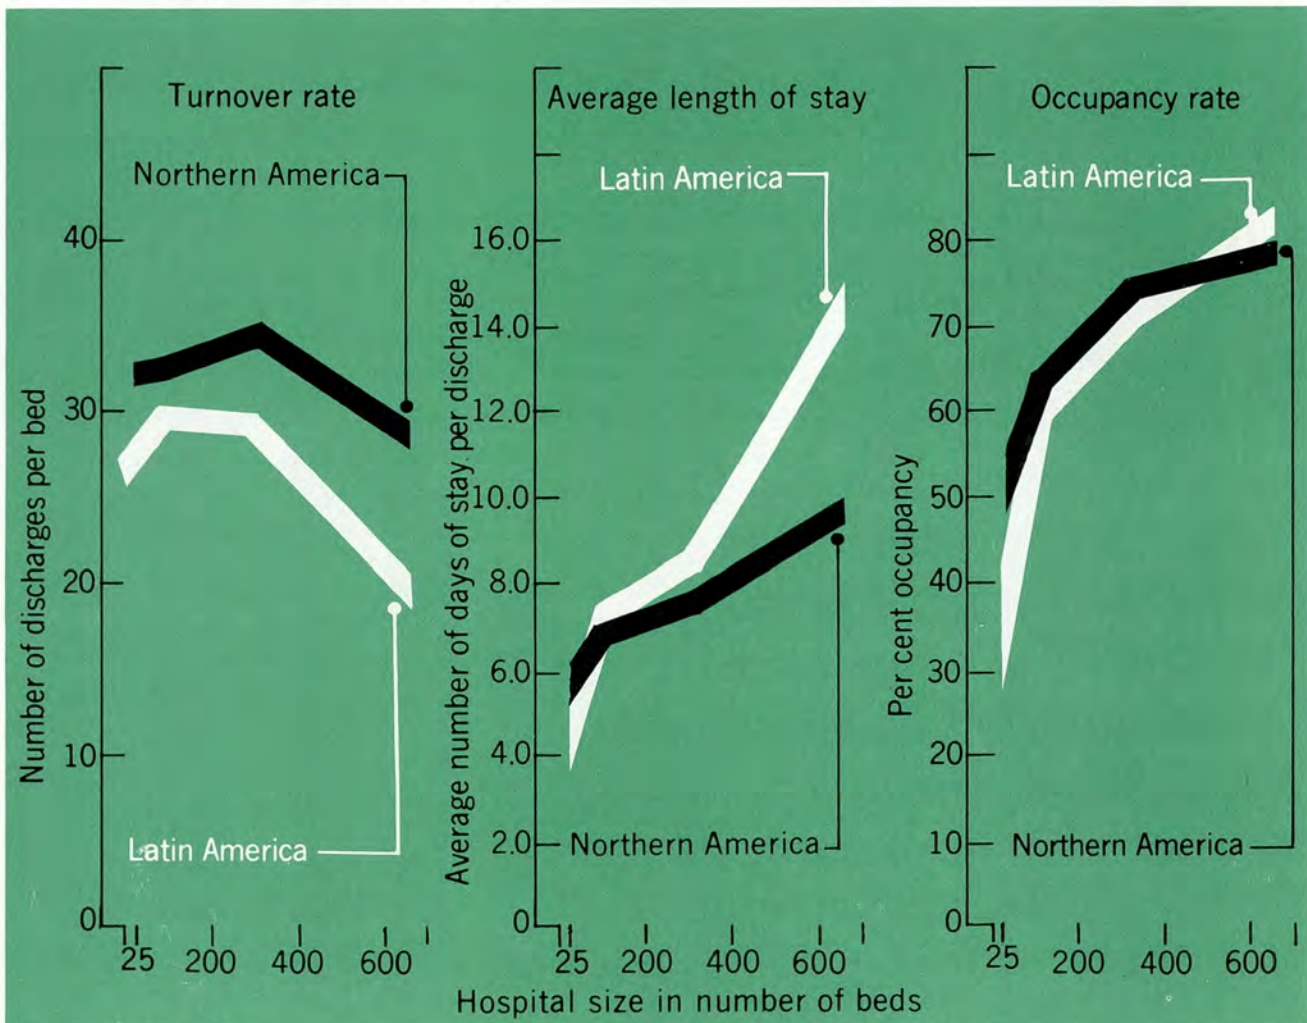 Turnover rate
Northern America
Latin America
Number of discharges per bed
40
30
20
10
0
25 200 400 600
Average length of stay
Latin America
Northern America
Average number of days of stay per discharge
16.0
14.0
12.0
10.0
8.0
6.0
4.0
2.0
0
25 200 400 600
Occupancy rate
Latin America
Northern America
Per cent occupancy
80
70
60
50
40
30
20
10
0
25 200 400 600
Hospital size in number of beds